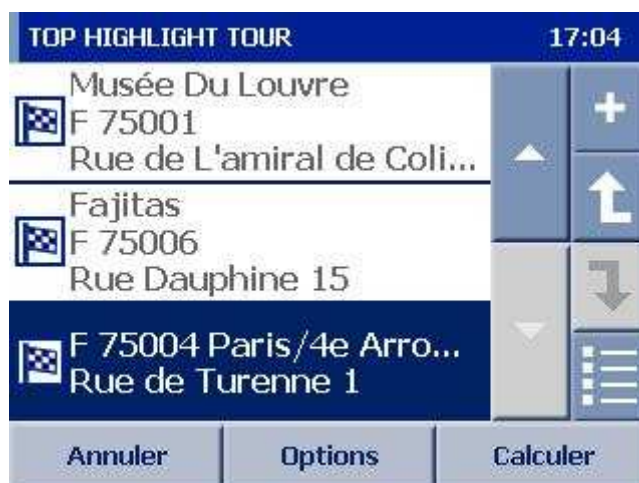 TOP HIGHLIGHT TOUR 17:04
Musée Du Louvre
F 75001
Rue de L'amiral de Coli...
Fajitas
F 75006
Rue Dauphine 15
F 75004 Paris/4e Arro...
Rue de Turenne 1
Annuler Options Calculer